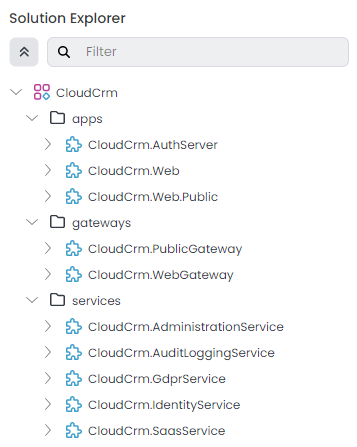 Solution Explorer
Filter
CloudCrm
apps
CloudCrm.AuthServer
CloudCrm.Web
CloudCrm.Web.Public
gateways
CloudCrm.PublicGateway
CloudCrm.WebGateway
services
CloudCrm.AdministrationService
CloudCrm.AuditLoggingService
CloudCrm.GdprService
CloudCrm.IdentityService
CloudCrm.SaasService